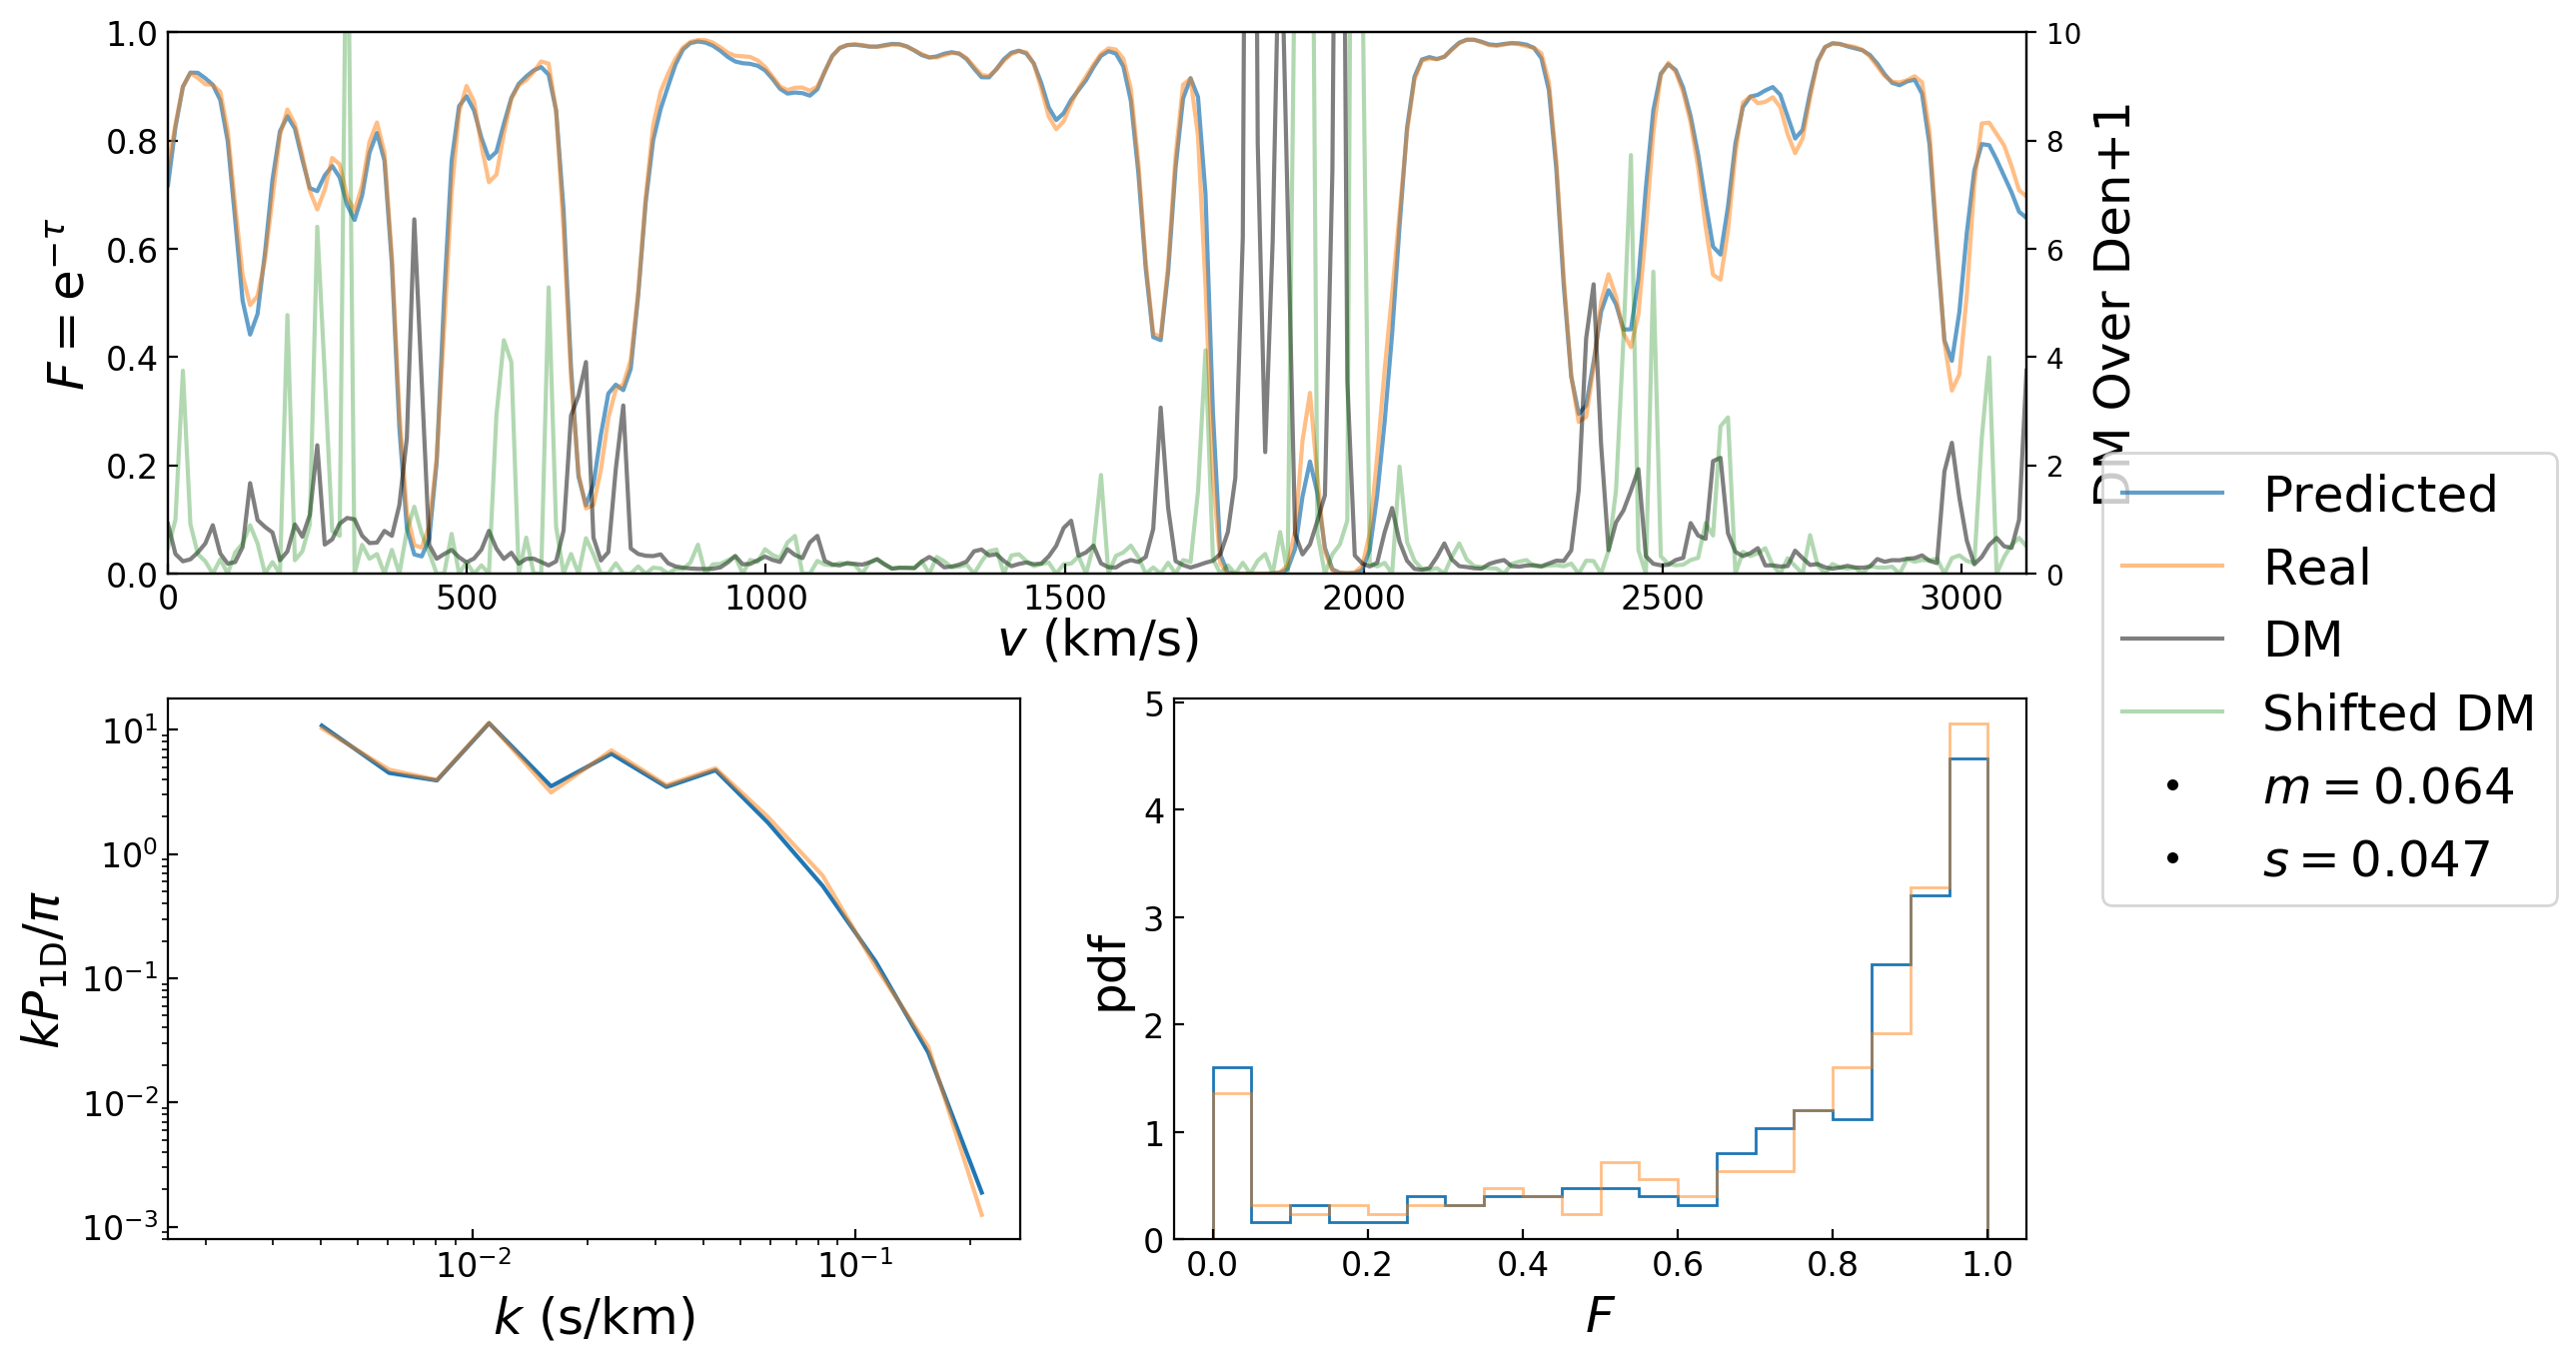 1.0
0.8
0.6
0.4
0.2
0.0
F = e^{−τ}
0 500 1000 1500 2000 2500 3000
v (km/s)
10
8
6
4
2
0
DM Over Den+1
Predicted
Real
DM
Shifted DM
m = 0.064
s = 0.047
10^1
10^0
10^{−1}
10^{−2}
10^{−3}
kP_{1D}/π
10^{−2} 10^{−1}
k (s/km)
5
4
3
2
1
0
pdf
0.0 0.2 0.4 0.6 0.8 1.0
F